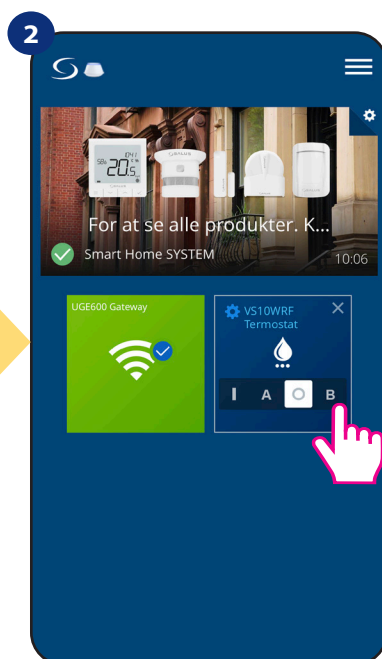 2
S
For at se alle produkter. K...
Smart Home SYSTEM
10:06
UGE600 Gateway
VS10WRF
Termostat
I A O B